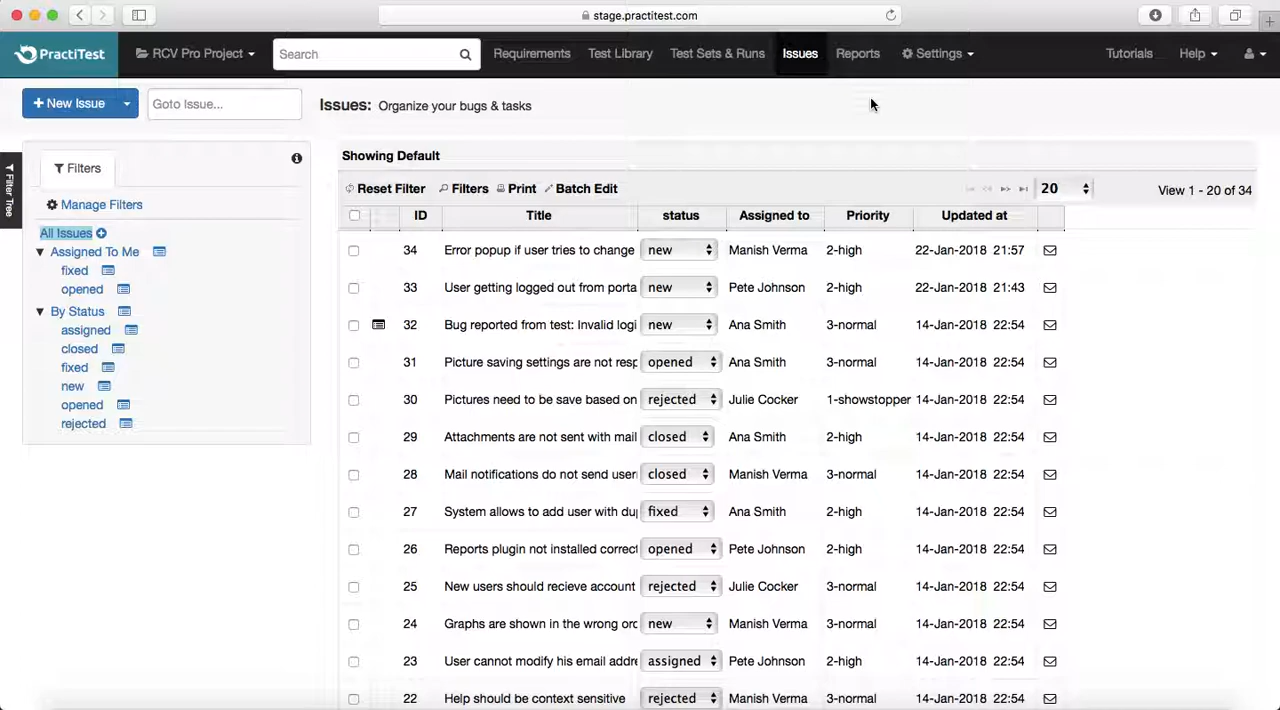 stage.practitest.com
PractiTest
RCV Pro Project
Search
Requirements
Test Library
Test Sets & Runs
Issues
Reports
Settings
Tutorials
Help
+ New Issue
Goto Issue...
Issues: Organize your bugs & tasks
Filter Tree
Filters
Manage Filters
All Issues
Assigned To Me
fixed
opened
By Status
assigned
closed
fixed
new
opened
rejected
Showing Default
Reset Filter Filters Print Batch Edit
20
View 1 - 20 of 34
ID Title status Assigned to Priority Updated at
34 Error popup if user tries to change new Manish Verma 2-high 22-Jan-2018 21:57
33 User getting logged out from porta new Pete Johnson 2-high 22-Jan-2018 21:43
32 Bug reported from test: Invalid logi new Ana Smith 3-normal 14-Jan-2018 22:54
31 Picture saving settings are not resp opened Ana Smith 3-normal 14-Jan-2018 22:54
30 Pictures need to be save based on rejected Julie Cocker 1-showstopper 14-Jan-2018 22:54
29 Attachments are not sent with mail closed Ana Smith 2-high 14-Jan-2018 22:54
28 Mail notifications do not send user closed Manish Verma 3-normal 14-Jan-2018 22:54
27 System allows to add user with dup fixed Ana Smith 2-high 14-Jan-2018 22:54
26 Reports plugin not installed correct opened Pete Johnson 2-high 14-Jan-2018 22:54
25 New users should recieve account rejected Julie Cocker 3-normal 14-Jan-2018 22:54
24 Graphs are shown in the wrong orc new Manish Verma 3-normal 14-Jan-2018 22:54
23 User cannot modify his email addre assigned Pete Johnson 2-high 14-Jan-2018 22:54
22 Help should be context sensitive rejected Manish Verma 3-normal 14-Jan-2018 22:54